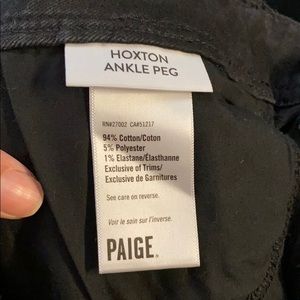 HOXTON
ANKLE PEG
RN#27002 CA#51217
94% Cotton/Coton
5% Polyester
1% Elastane/Élasthanne
Exclusive of Trims/
Exclusive de Garnitures
See care on reverse.
Voir le soin sur l'inverse.
PAIGE®